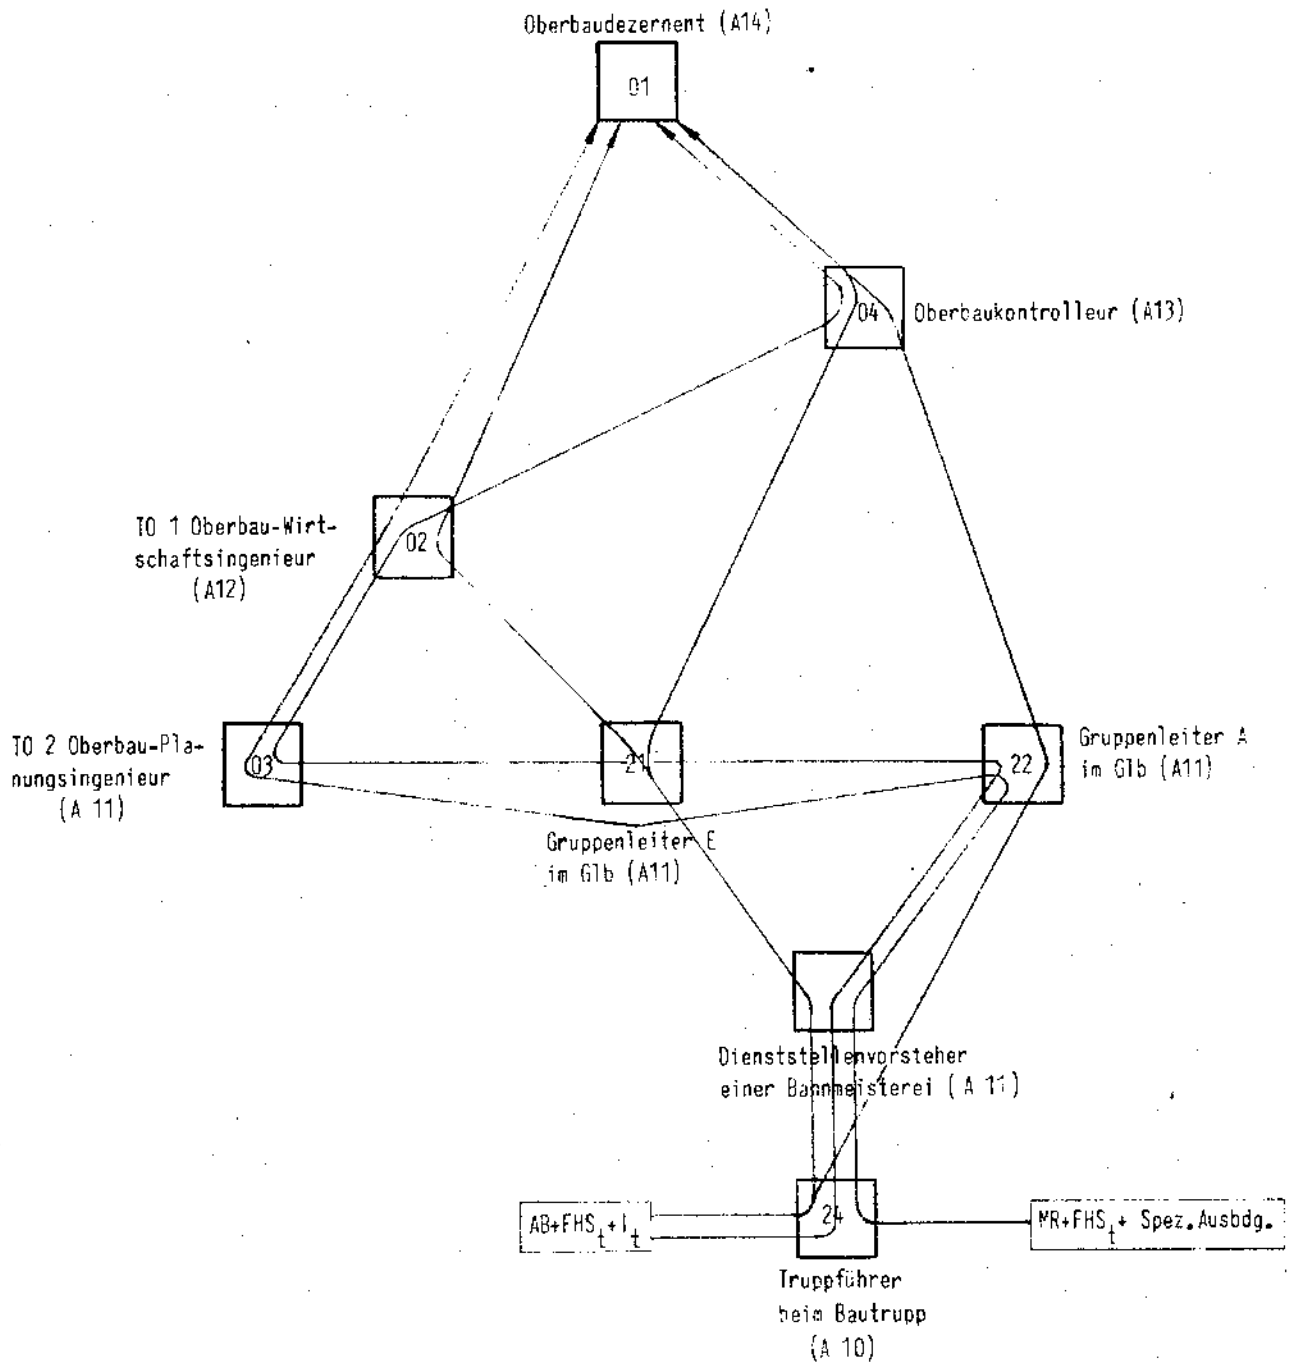 Oberbaudezernent (A14)
01
04
Oberbaukontrolleur (A13)
TO 1 Oberbau-Wirt-
schaftsingenieur
(A12)
02
TO 2 Oberbau-Pla-
nungsingenieur
(A 11)
03
21
22
Gruppenleiter A
im Glb (A11)
Gruppenleiter E
im Glb (A11)
Dienststellenvorsteher
einer Bahnmeisterei (A 11)
24
AB+FHSt+It
MR+FHSt+ Spez.Ausbdg.
Truppführer
beim Bautrupp
(A 10)